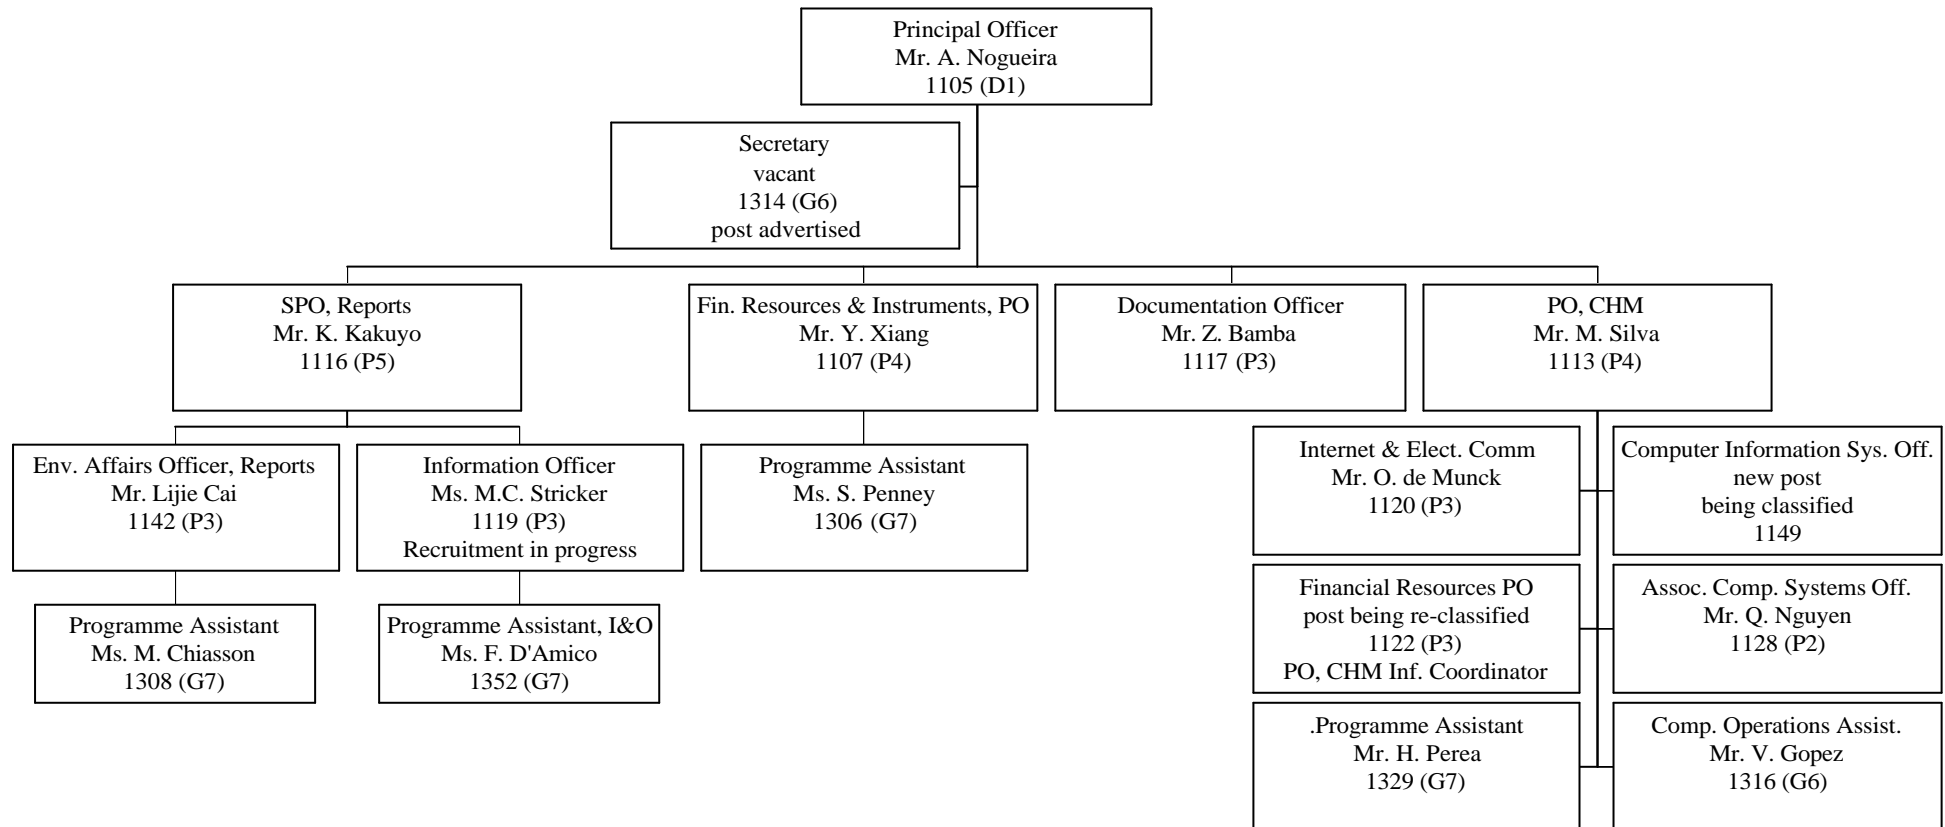 Principal Officer
Mr. A. Nogueira
1105 (D1)
Secretary
vacant
1314 (G6)
post advertised
SPO, Reports
Mr. K. Kakuyo
1116 (P5)
Fin. Resources & Instruments, PO
Mr. Y. Xiang
1107 (P4)
Documentation Officer
Mr. Z. Bamba
1117 (P3)
PO, CHM
Mr. M. Silva
1113 (P4)
Env. Affairs Officer, Reports
Mr. Lijie Cai
1142 (P3)
Information Officer
Ms. M.C. Stricker
1119 (P3)
Recruitment in progress
Programme Assistant
Ms. S. Penney
1306 (G7)
Internet & Elect. Comm
Mr. O. de Munck
1120 (P3)
Computer Information Sys. Off.
new post
being classified
1149
Programme Assistant
Ms. M. Chiasson
1308 (G7)
Programme Assistant, I&O
Ms. F. D'Amico
1352 (G7)
Financial Resources PO
post being re-classified
1122 (P3)
PO, CHM Inf. Coordinator
Assoc. Comp. Systems Off.
Mr. Q. Nguyen
1128 (P2)
.Programme Assistant
Mr. H. Perea
1329 (G7)
Comp. Operations Assist.
Mr. V. Gopez
1316 (G6)